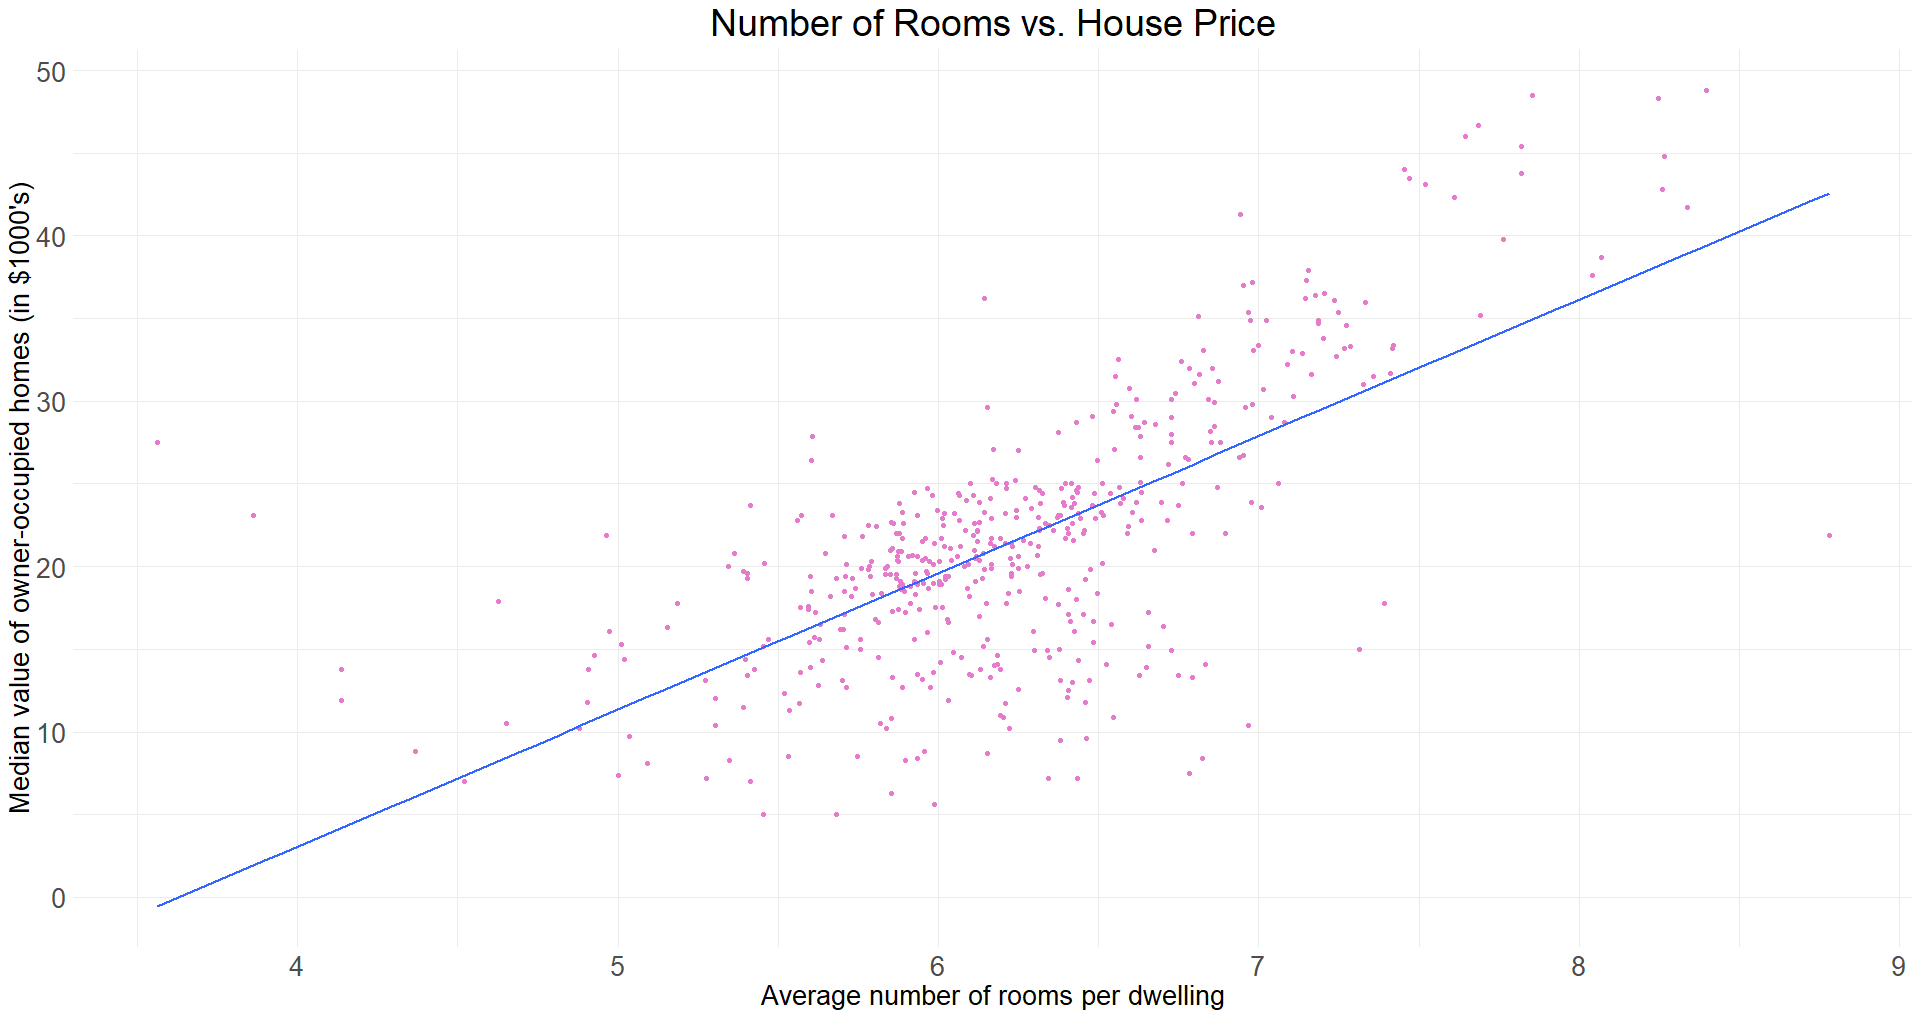 Number of Rooms vs. House Price
Median value of owner-occupied homes (in $1000's)
50
40
30
20
10
0
4 5 6 7 8 9
Average number of rooms per dwelling